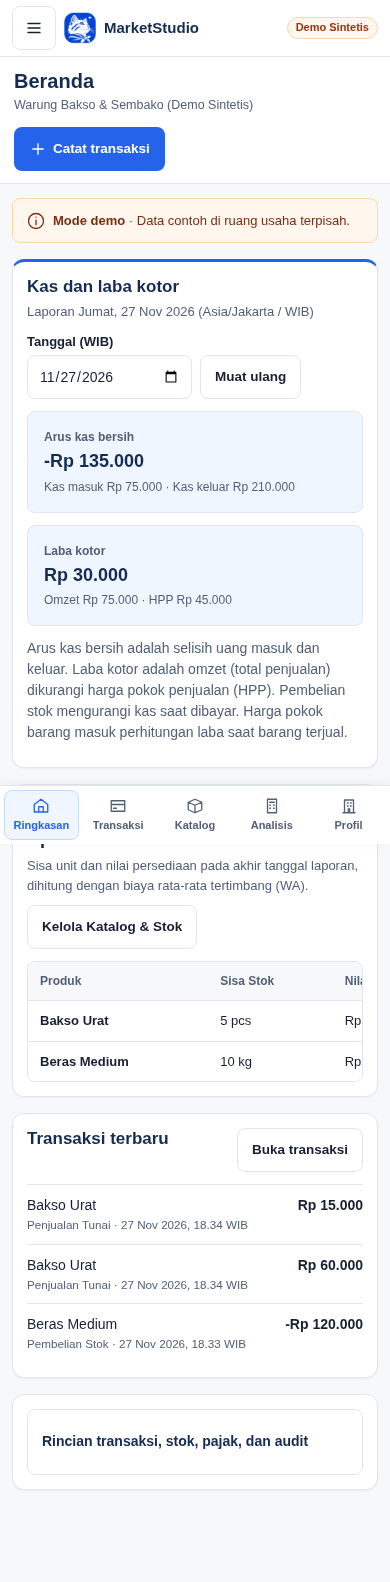 MarketStudio
Demo Sintetis
Beranda
Warung Bakso & Sembako (Demo Sintetis)
Catat transaksi
Mode demo · Data contoh di ruang usaha terpisah.
Kas dan laba kotor
Laporan Jumat, 27 Nov 2026 (Asia/Jakarta / WIB)
Tanggal (WIB)
11/27/2026
Muat ulang
Arus kas bersih
-Rp 135.000
Kas masuk Rp 75.000 · Kas keluar Rp 210.000
Laba kotor
Rp 30.000
Omzet Rp 75.000 · HPP Rp 45.000
Arus kas bersih adalah selisih uang masuk dan
keluar. Laba kotor adalah omzet (total penjualan)
dikurangi harga pokok penjualan (HPP). Pembelian
stok mengurangi kas saat dibayar. Harga pokok
barang masuk perhitungan laba saat barang terjual.
Ringkasan
Transaksi
Katalog
Analisis
Profil
Sisa unit dan nilai persediaan pada akhir tanggal laporan,
dihitung dengan biaya rata-rata tertimbang (WA).
Kelola Katalog & Stok
Produk Sisa Stok
Bakso Urat 5 pcs Rp
Beras Medium 10 kg Rp
Transaksi terbaru
Buka transaksi
Bakso Urat Rp 15.000
Penjualan Tunai · 27 Nov 2026, 18.34 WIB
Bakso Urat Rp 60.000
Penjualan Tunai · 27 Nov 2026, 18.34 WIB
Beras Medium -Rp 120.000
Pembelian Stok · 27 Nov 2026, 18.33 WIB
Rincian transaksi, stok, pajak, dan audit